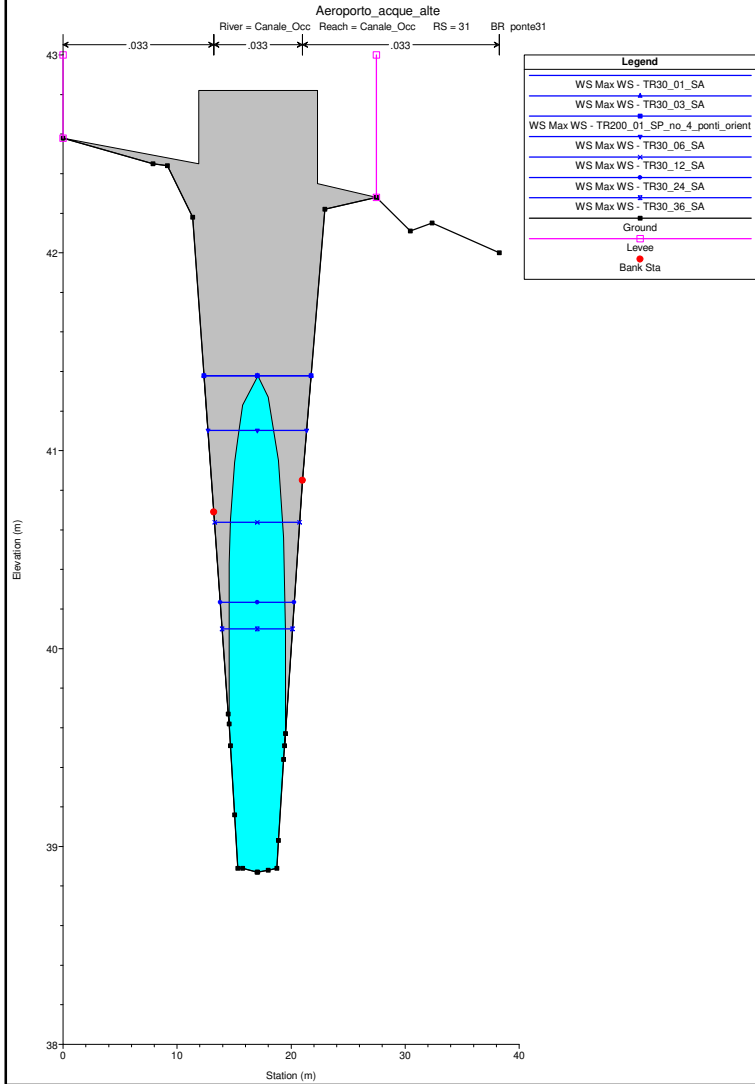 Aeroporto_acque_alte
River = Canale_Occ Reach = Canale_Occ RS = 31 BR ponte31
.033 .033 .033
43
42
41
40
39
38
Elevation (m)
0 10 20 30 40
Station (m)
Legend
WS Max WS - TR30_01_SA
WS Max WS - TR30_03_SA
WS Max WS - TR200_01_SP_no_4_ponti_orient
WS Max WS - TR30_06_SA
WS Max WS - TR30_12_SA
WS Max WS - TR30_24_SA
WS Max WS - TR30_36_SA
Ground
Levee
Bank Sta